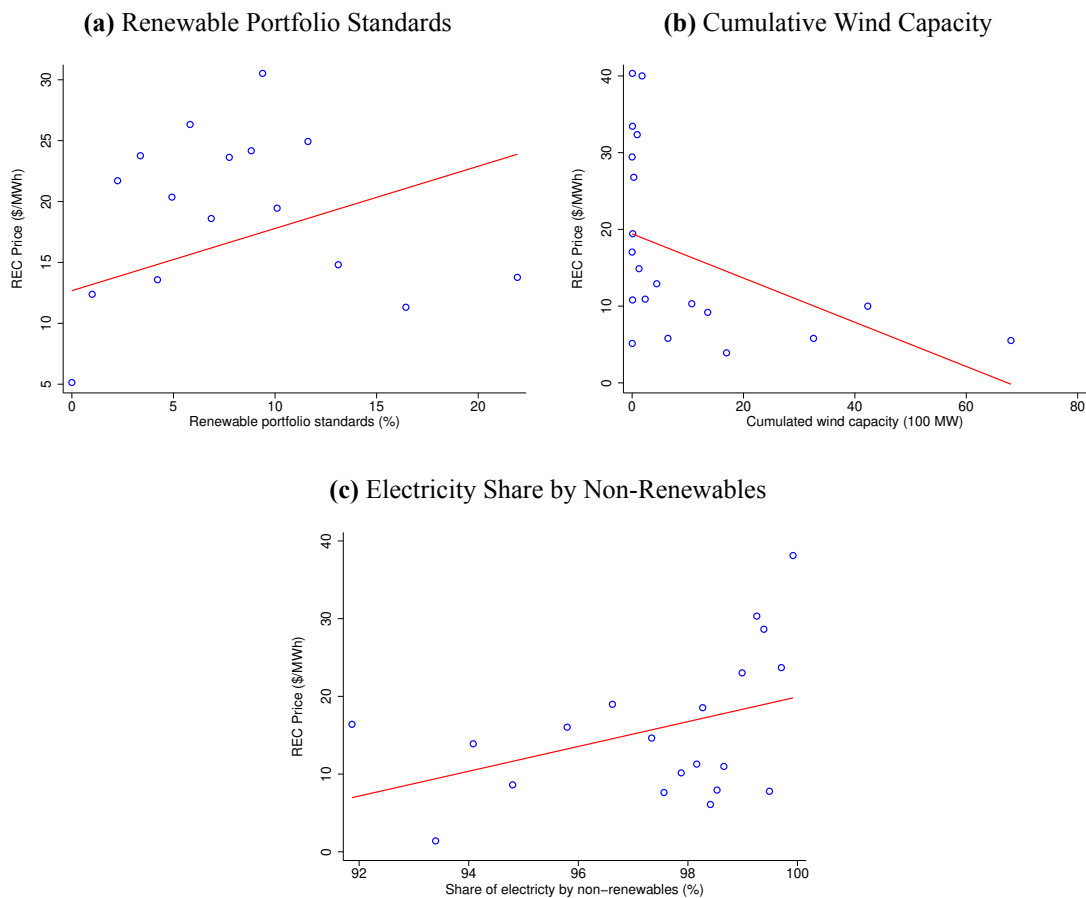 (a) Renewable Portfolio Standards
REC Price ($/MWh)
30
25
20
15
10
5
0 5 10 15 20
Renewable portfolio standards (%)
(b) Cumulative Wind Capacity
REC Price ($/MWh)
40
30
20
10
0
0 20 40 60 80
Cumulated wind capacity (100 MW)
(c) Electricity Share by Non-Renewables
REC Price ($/MWh)
40
30
20
10
0
92 94 96 98 100
Share of electricty by non−renewables (%)